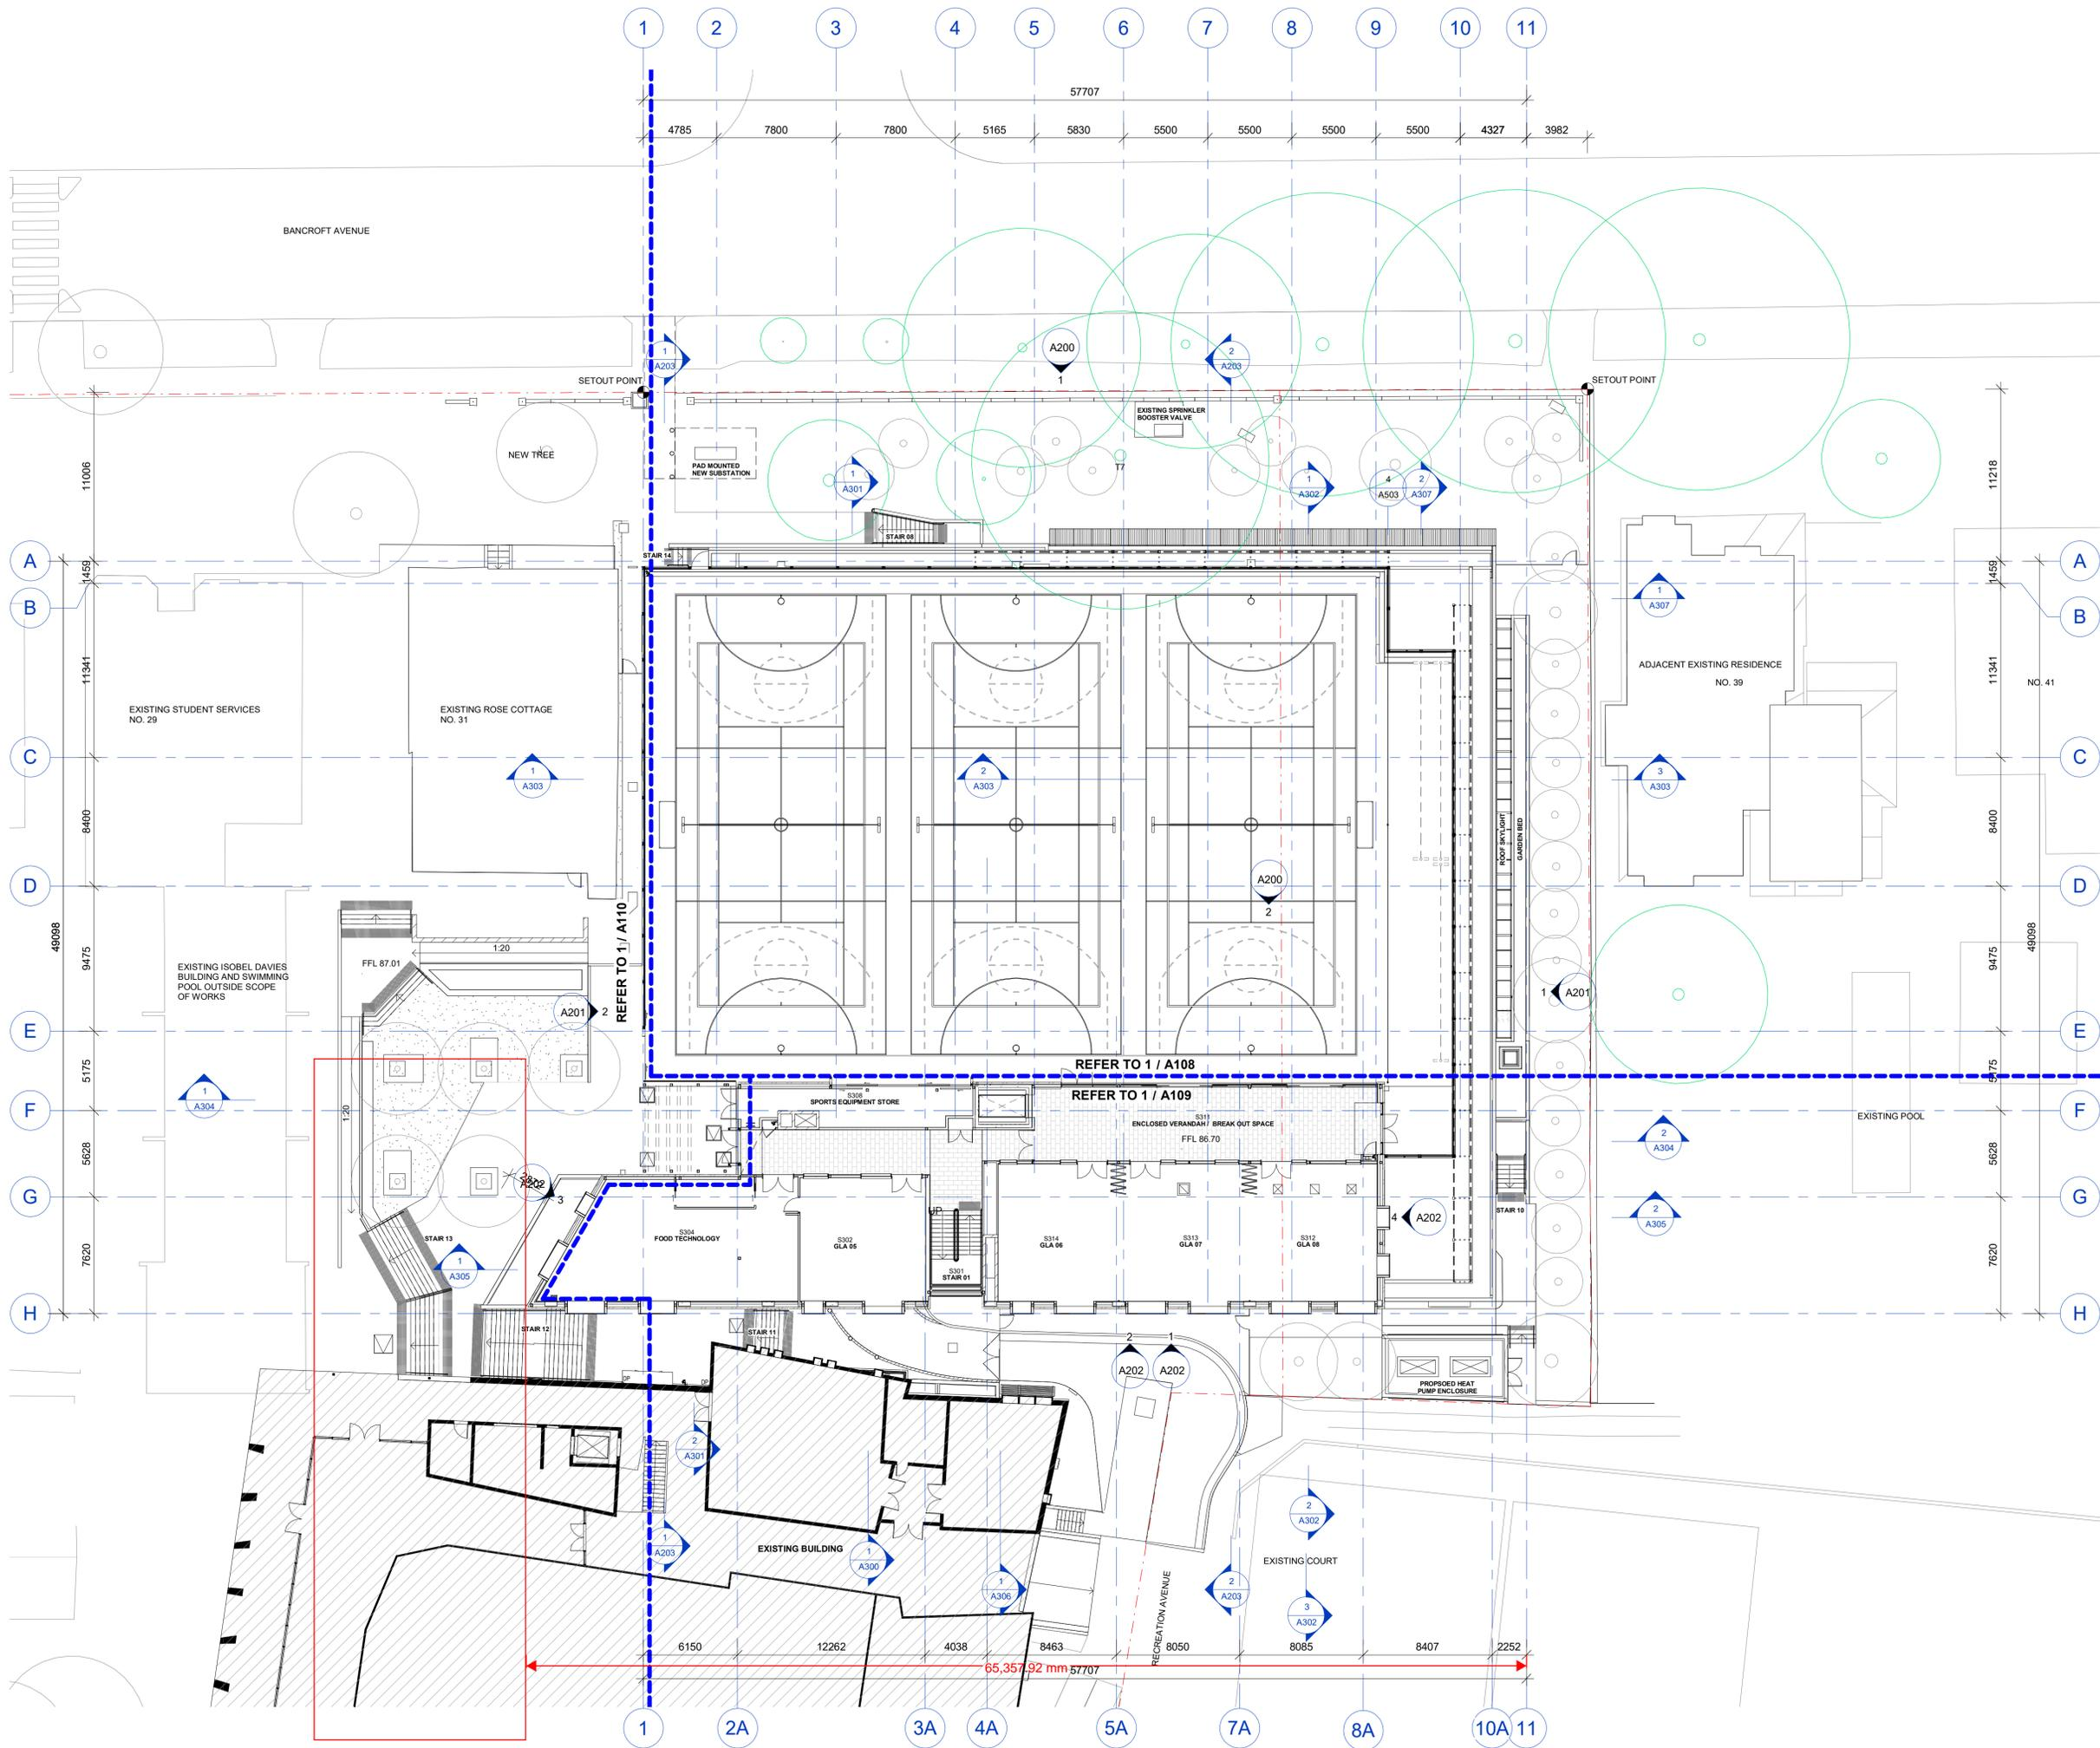 1 2 3 4 5 6 7 8 9 10 11
57707
4785 7800 7800 5165 5830 5500 5500 5500 5500 4327 3982
BANCROFT AVENUE
1
A203
A200
1
2
A203
SETOUT POINT
SETOUT POINT
EXISTING SPRINKLER
BOOSTER VALVE
NEW TREE
PAD MOUNTED
NEW SUBSTATION
T7
1
A301
1
A302
4
A503
2
A307
11006
11218
STAIR 08
STAIR 14
A
A
1459
1459
B
B
1
A307
11341
11341
ADJACENT EXISTING RESIDENCE
NO. 39
NO. 41
EXISTING STUDENT SERVICES
NO. 29
EXISTING ROSE COTTAGE
NO. 31
C
C
1
A303
2
A303
3
A303
8400
8400
ROOF SKYLIGHT
GARDEN BED
D
D
A200
2
REFER TO 1 / A110
49098
49098
9475
9475
1:20
FFL 87.01
EXISTING ISOBEL DAVIES
BUILDING AND SWIMMING
POOL OUTSIDE SCOPE
OF WORKS
A201 2
1 A201
E
E
REFER TO 1 / A108
5175
5175
REFER TO 1 / A109
1
A304
S308
SPORTS EQUIPMENT STORE
F
F
1:20
S311
ENCLOSED VERANDAH / BREAK OUT SPACE
FFL 86.70
EXISTING POOL
2
A304
5628
5628
A202
3
G
G
UP
STAIR 10
4 A202
2
A305
STAIR 13
S304
FOOD TECHNOLOGY
S302
GLA 05
S314
GLA 06
S313
GLA 07
S312
GLA 08
7620
7620
1
A305
S301
STAIR 01
H
H
STAIR 12
STAIR 11
2 1
A202 A202
DP
DP
PROPSOED HEAT
PUMP ENCLOSURE
2
A301
2
A302
1
A203
EXISTING BUILDING
1
A300
EXISTING COURT
1
A306
2
A203
3
A302
RECREATION AVENUE
6150 12262 4038 8463 8050 8085 8407 2252
65,357.92 mm
57707
1 2A 3A 4A 5A 7A 8A 10A 11